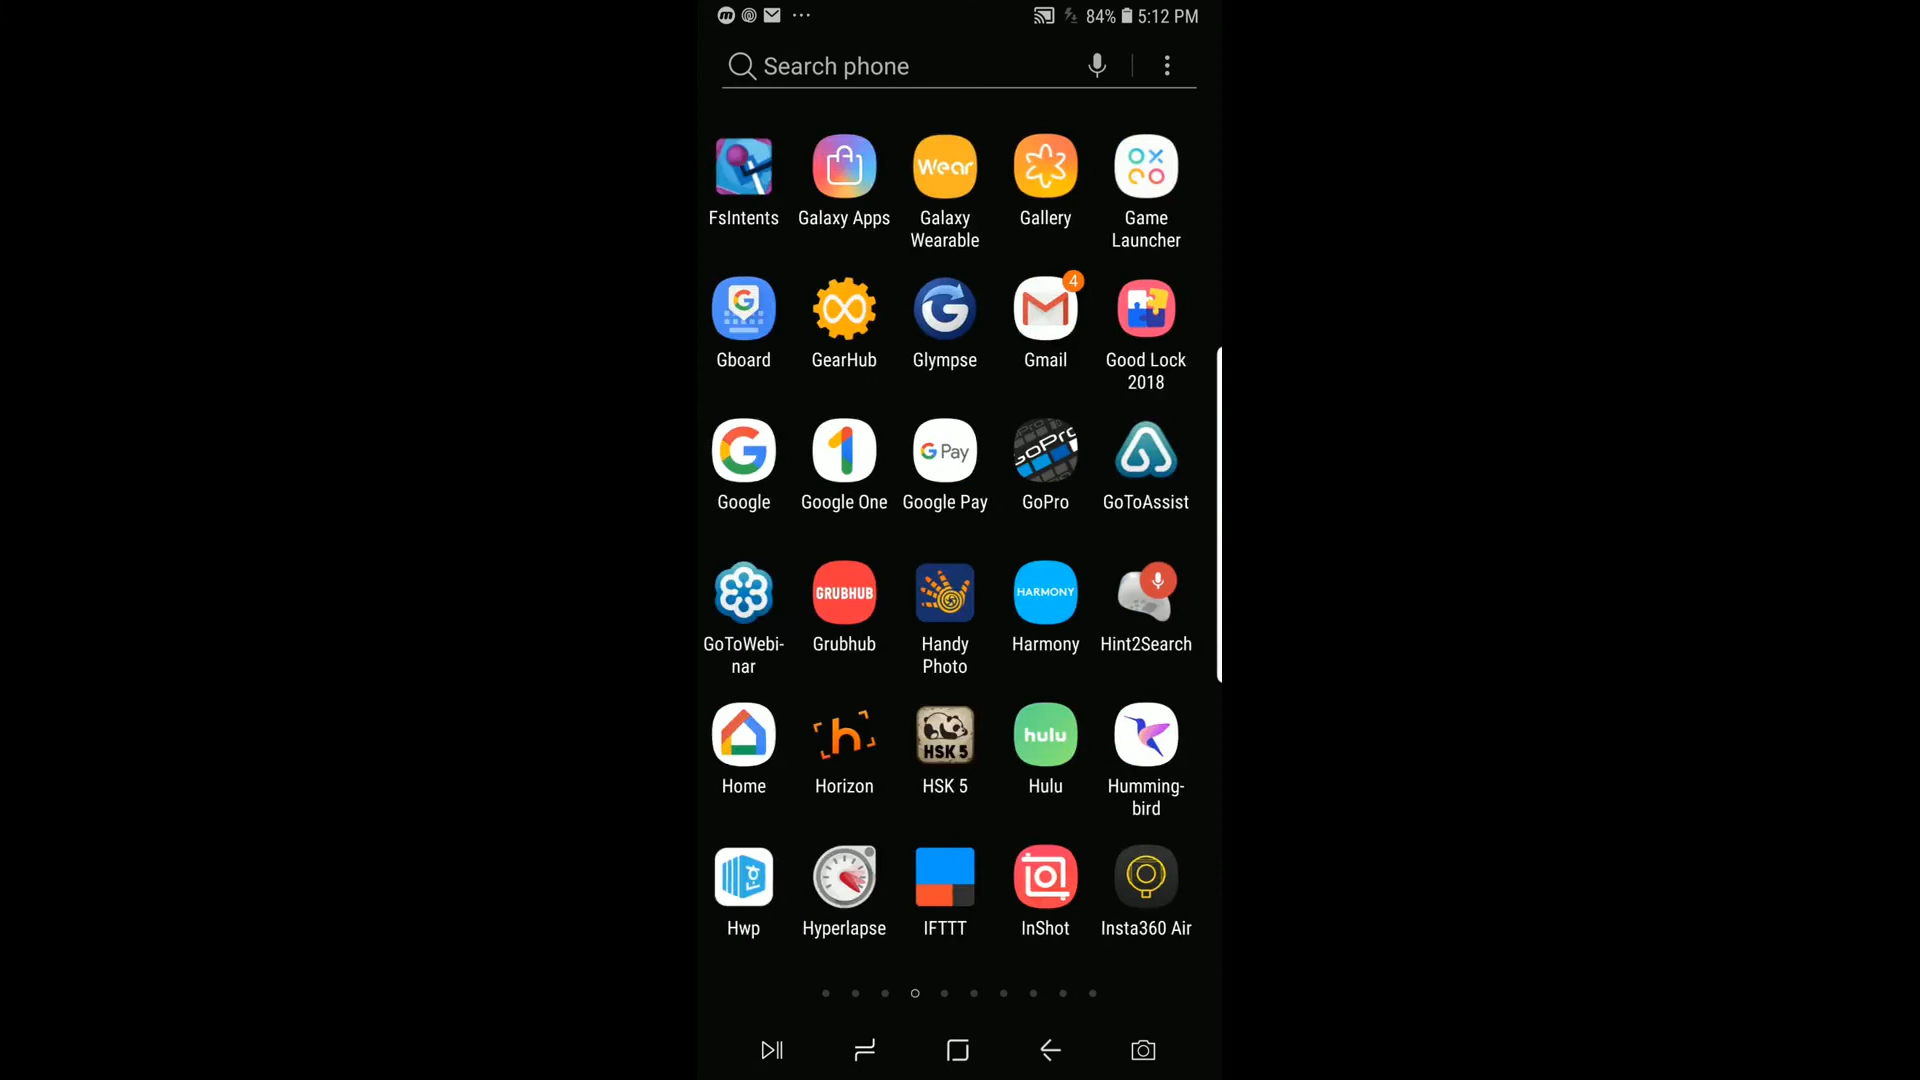 84% 5:12 PM
Search phone
Wear
FsIntents Galaxy Apps Galaxy Wearable Gallery Game Launcher
4
Gboard GearHub Glympse Gmail Good Lock 2018
G Pay
GoPro
Google Google One Google Pay GoPro GoToAssist
GRUBHUB
HARMONY
GoToWebi-nar Grubhub Handy Photo Harmony Hint2Search
h
HSK 5
hulu
Home Horizon HSK 5 Hulu Humming-bird
Hwp Hyperlapse IFTTT InShot Insta360 Air